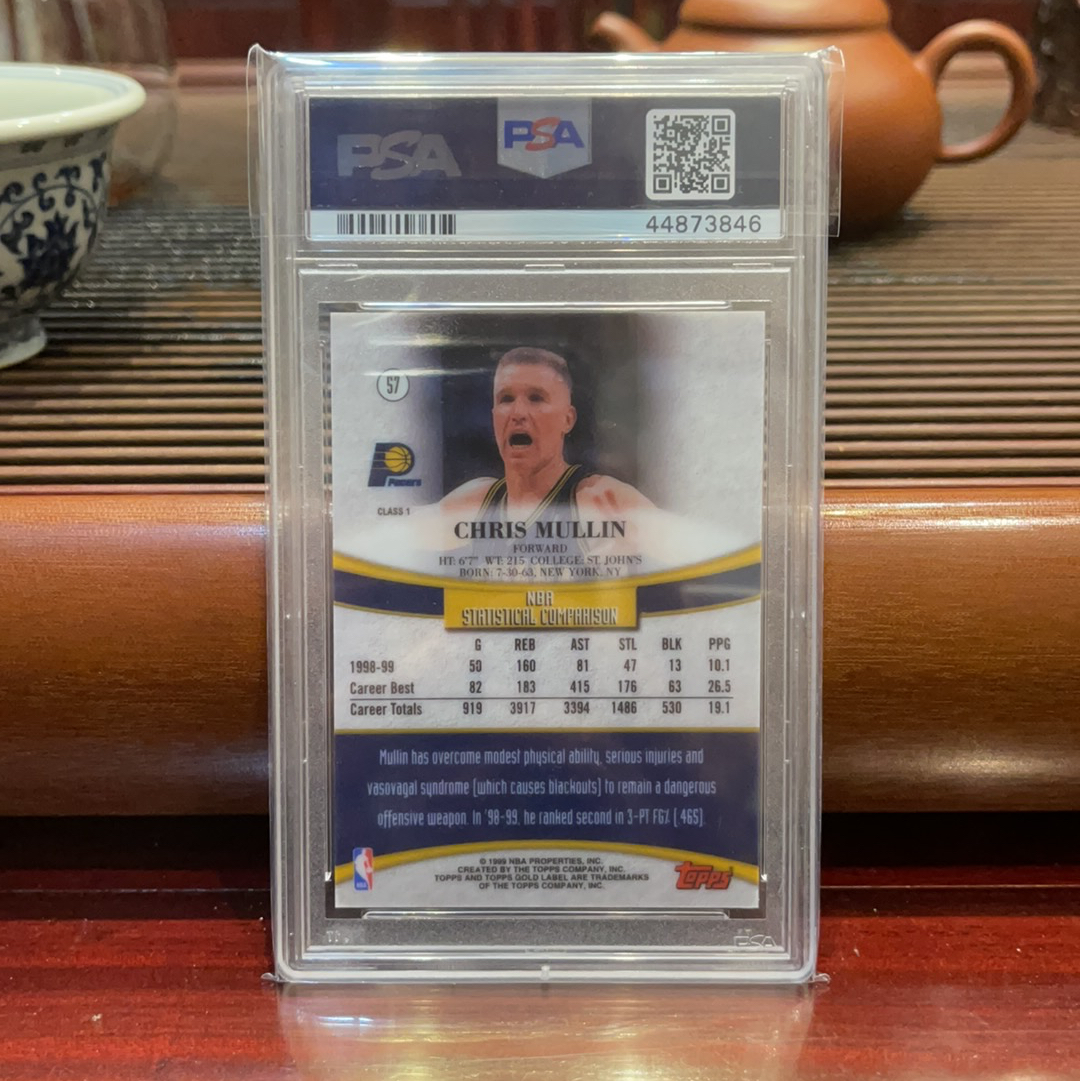 PSA
PSA
44873846
57
Pacers
CLASS 1
CHRIS MULLIN
FORWARD
HT: 6'7" WT: 215 COLLEGE: ST. JOHN'S
BORN: 7-30-63, NEW YORK, NY
NBA
STATISTICAL COMPARISON
G REB AST STL BLK PPG
1998-99 50 160 81 47 13 10.1
Career Best 82 183 415 176 63 26.5
Career Totals 919 3917 3394 1486 530 19.1
Mullin has overcome modest physical ability, serious injuries and
vasovagal syndrome (which causes blackouts) to remain a dangerous
offensive weapon. In '98-99, he ranked second in 3-PT FG% (.465).
© 1999 NBA PROPERTIES, INC.
CREATED BY THE TOPPS COMPANY, INC.
TOPPS AND TOPPS GOLD LABEL ARE TRADEMARKS
OF THE TOPPS COMPANY, INC.
NBA
topps
PSA